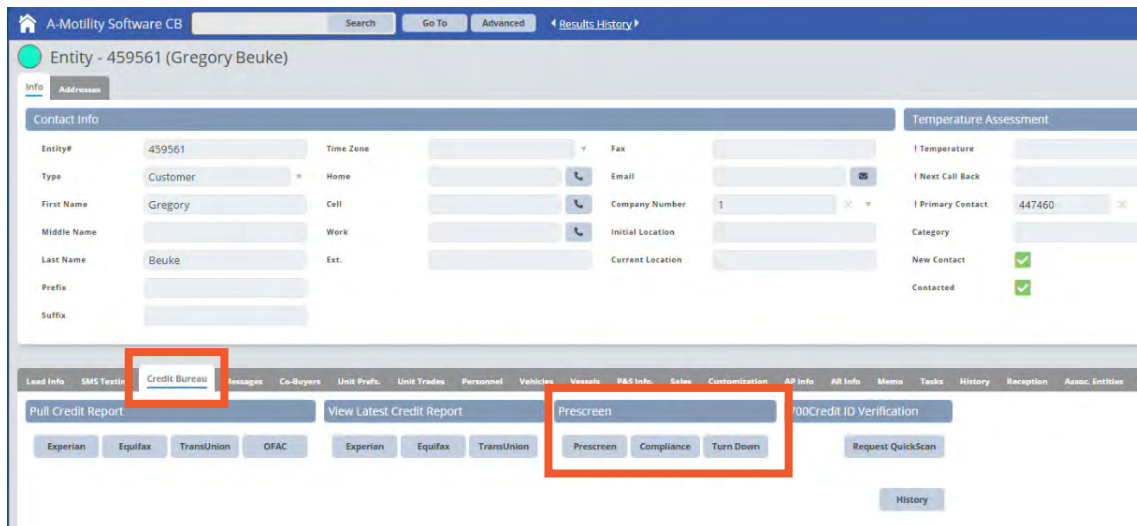 A-Motility Software CB Search Go To Advanced Results History
Entity - 459561 (Gregory Beuke)
Info Addresses
Contact Info Temperature Assessment
Entity# 459561 Time Zone Fax ! Temperature
Type Customer Home Email ! Next Call Back
First Name Gregory Cell Company Number 1 ! Primary Contact 447460
Middle Name Work Initial Location Category
Last Name Beuke Ext. Current Location New Contact
Prefix Contacted
Suffix
Lead Info SMS Textin Credit Bureau Messages Co-Buyers Unit Prefs. Unit Trades Personnel Vehicles Vessels P&S Info. Sales Customization AP Info AR Info Memo Tasks History Reception Assoc. Entities
Pull Credit Report View Latest Credit Report Prescreen 700Credit ID Verification
Experian Equifax TransUnion OFAC Experian Equifax TransUnion Prescreen Compliance Turn Down Request QuickScan
History